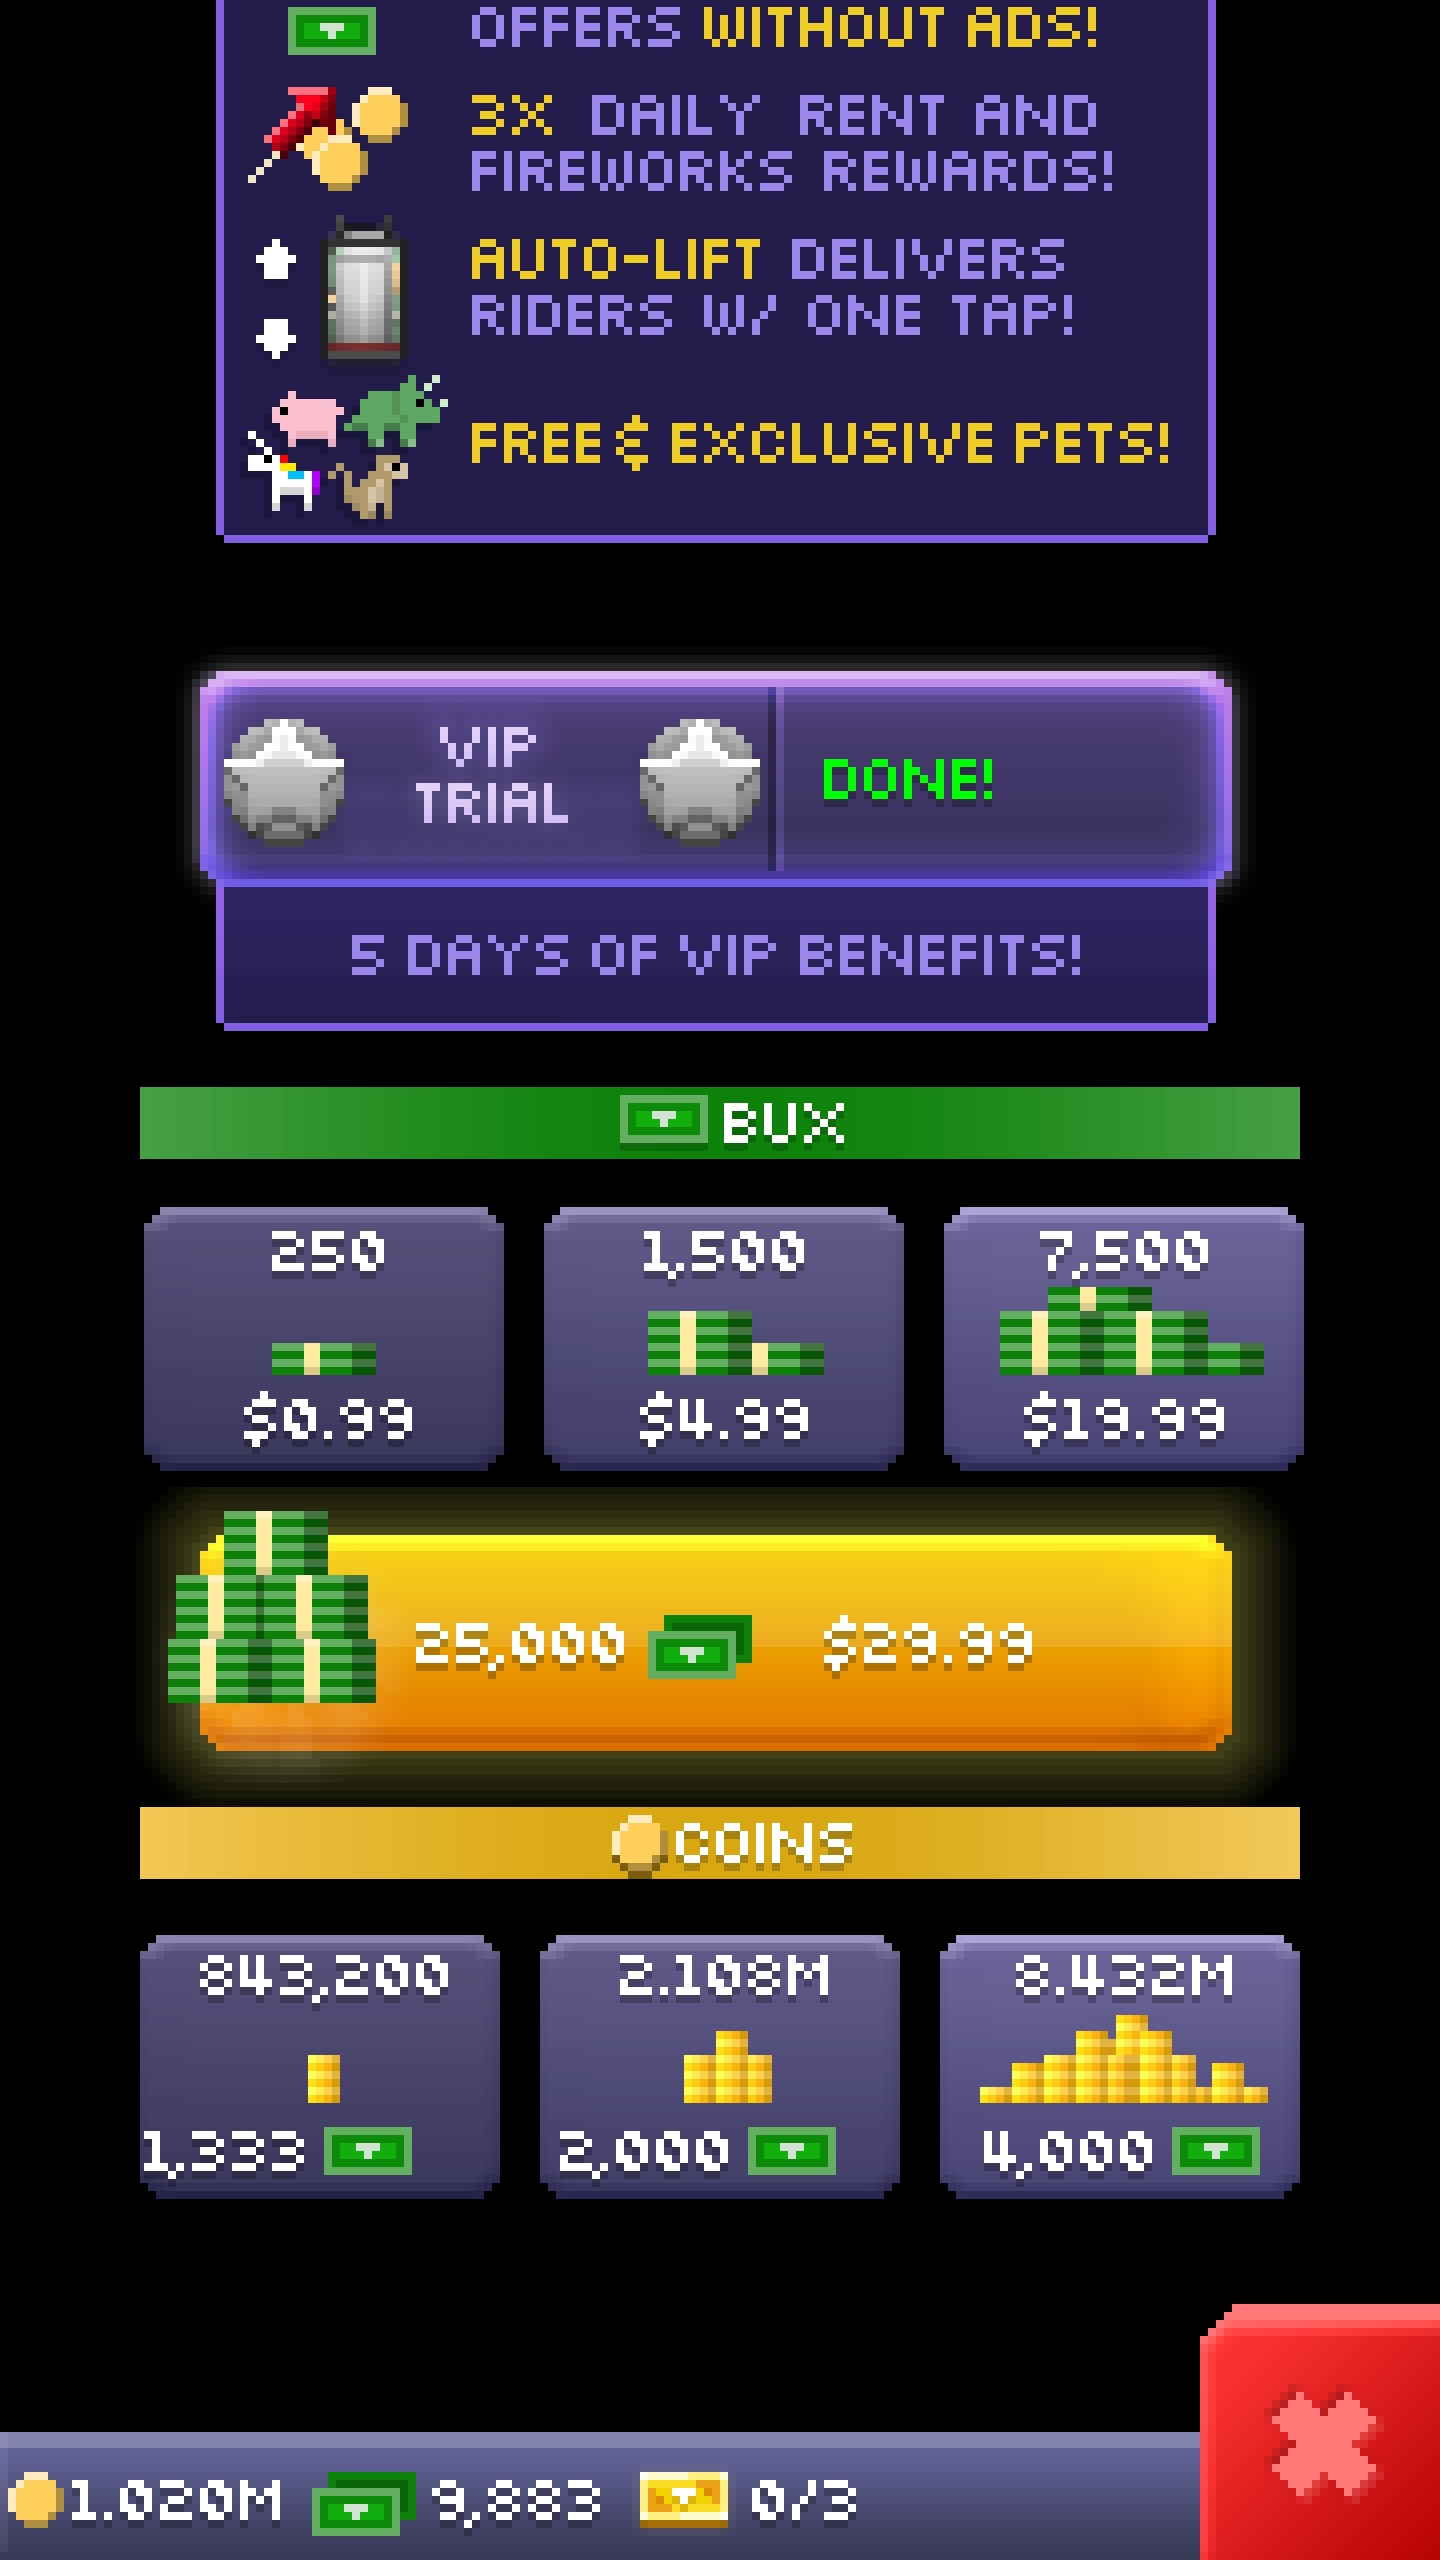 OFFERS WITHOUT ADS!
3X DAILY RENT AND
FIREWORKS REWARDS!
AUTO-LIFT DELIVERS
RIDERS W/ ONE TAP!
FREE & EXCLUSIVE PETS!
VIP
TRIAL
DONE!
5 DAYS OF VIP BENEFITS!
BUX
250
1,500
7,500
$0.99
$4.99
$19.99
25,000
$29.99
COINS
843,200
2.108M
8.432M
1,333
2,000
4,000
1.020M
9,883
0/3